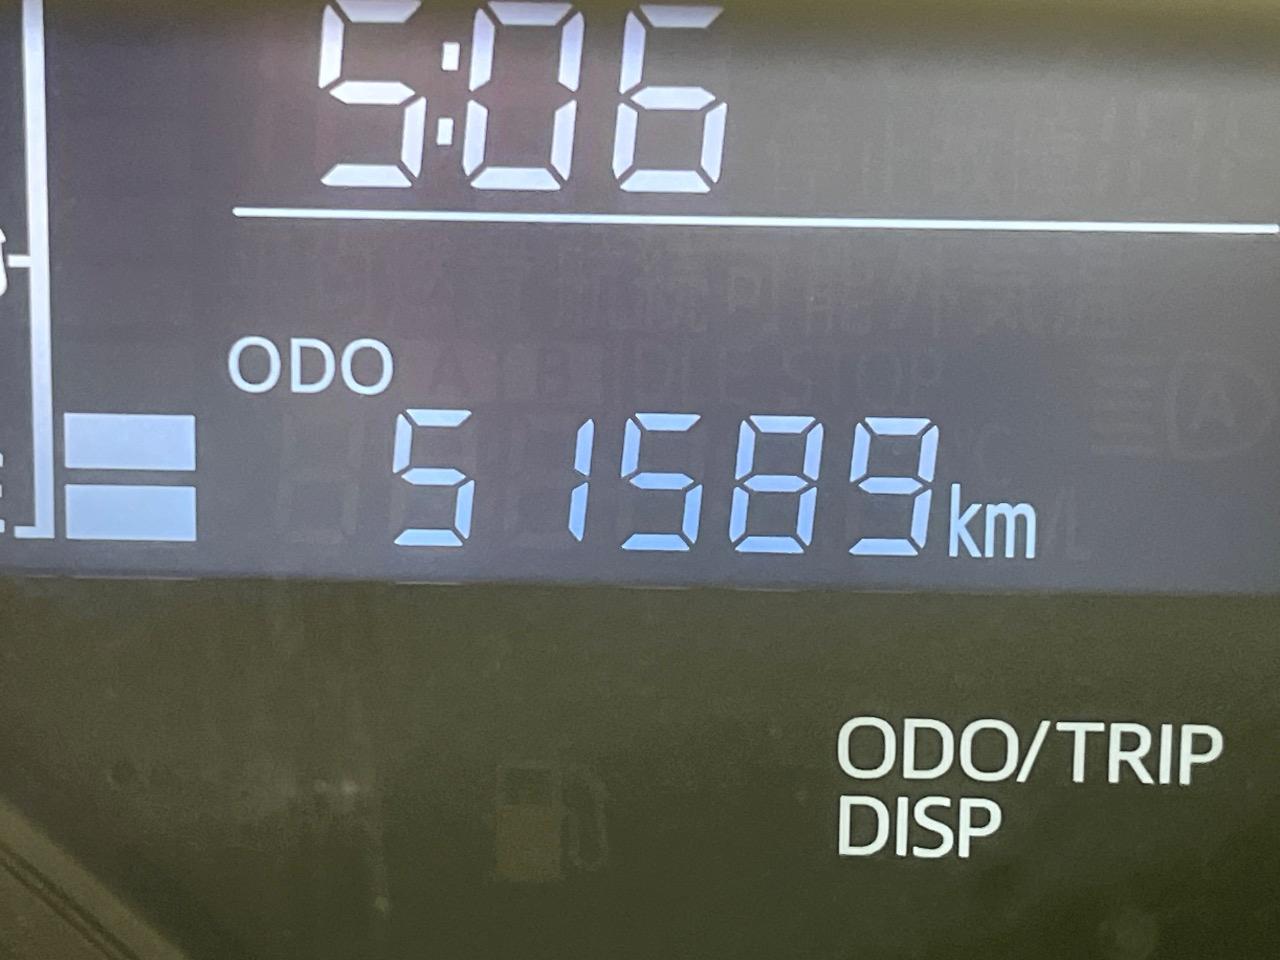 5:06
ODO
51589km
ODO/TRIP
DISP